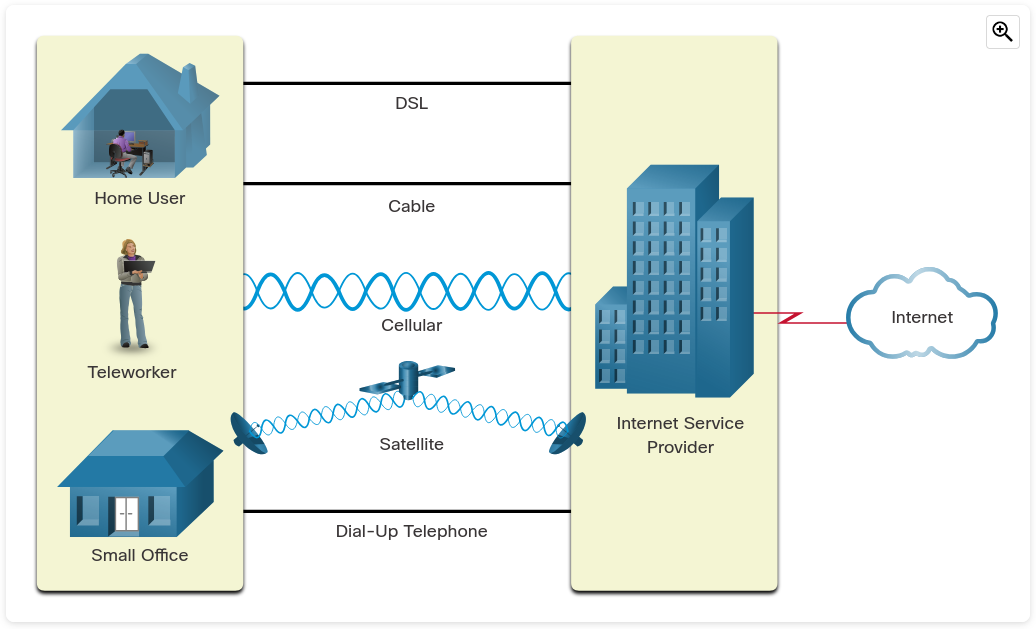 DSL
Cable
Home User
Cellular
Internet
Teleworker
Satellite
Internet Service
Provider
Dial-Up Telephone
Small Office